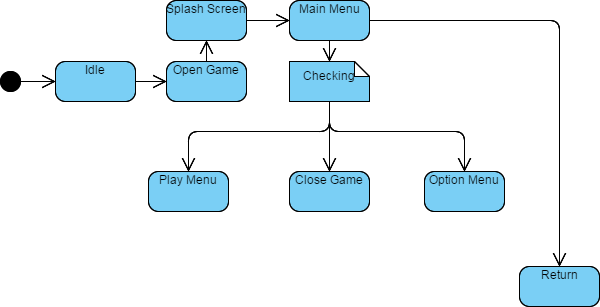 Splash Screen
Main Menu
Idle
Open Game
Checking
Play Menu
Close Game
Option Menu
Return